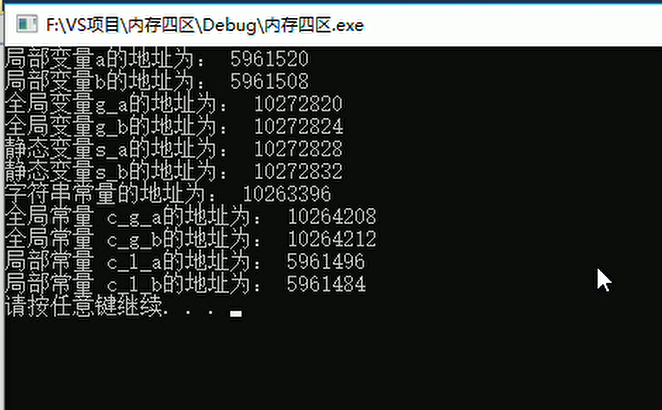 F:\VS项目\内存四区\Debug\内存四区.exe
局部变量a的地址为： 5961520
局部变量b的地址为： 5961508
全局变量g_a的地址为： 10272820
全局变量g_b的地址为： 10272824
静态变量s_a的地址为： 10272828
静态变量s_b的地址为： 10272832
字符串常量的地址为： 10263396
全局常量 c_g_a的地址为： 10264208
全局常量 c_g_b的地址为： 10264212
局部常量 c_l_a的地址为： 5961496
局部常量 c_l_b的地址为： 5961484
请按任意键继续. . .